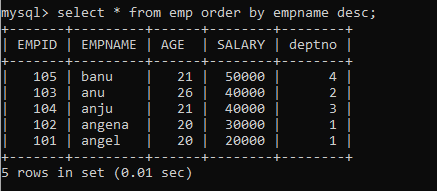 mysql> select * from emp order by empname desc;
+-------+---------+------+--------+--------+
| EMPID | EMPNAME | AGE  | SALARY | deptno |
+-------+---------+------+--------+--------+
|   105 | banu    |   21 |  50000 |      4 |
|   103 | anu     |   26 |  40000 |      2 |
|   104 | anju    |   21 |  40000 |      3 |
|   102 | angena  |   20 |  30000 |      1 |
|   101 | angel   |   20 |  20000 |      1 |
+-------+---------+------+--------+--------+
5 rows in set (0.01 sec)